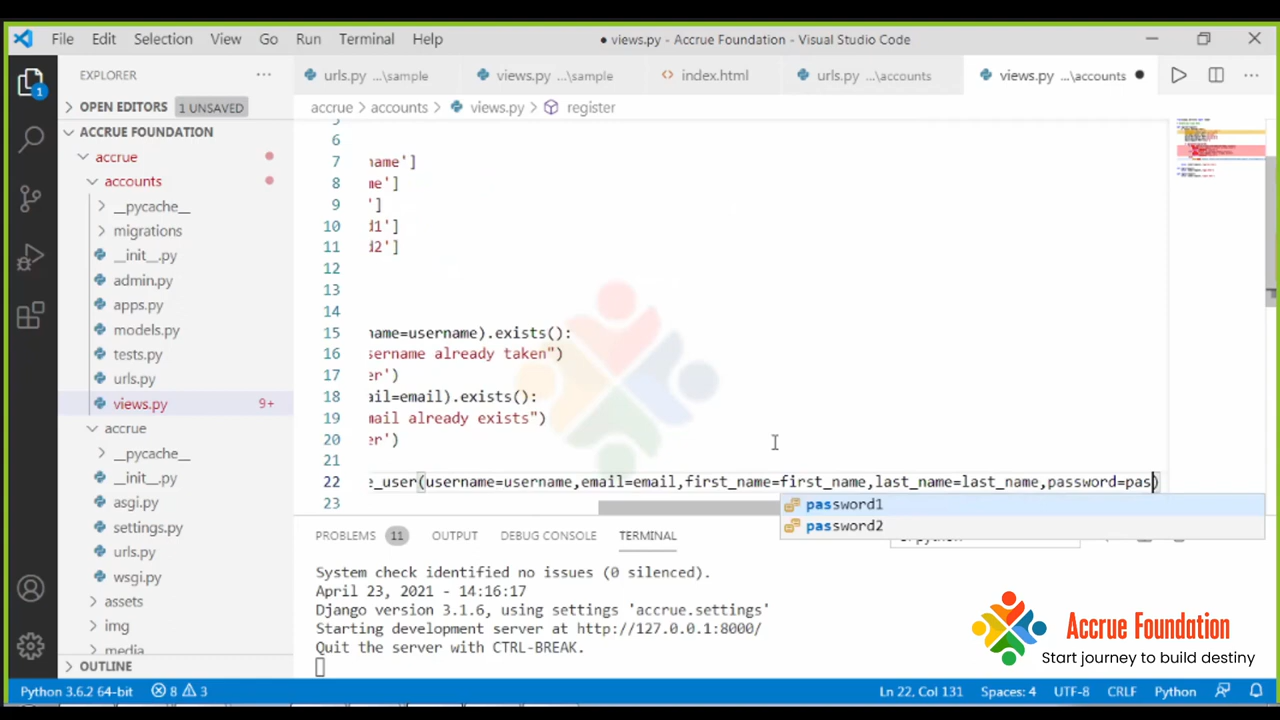 File Edit Selection View Go Run Terminal Help
● views.py - Accrue Foundation - Visual Studio Code
EXPLORER
OPEN EDITORS 1 UNSAVED
ACCRUE FOUNDATION
accrue
accounts
__pycache__
migrations
__init__.py
admin.py
apps.py
models.py
tests.py
urls.py
views.py 9+
accrue
__pycache__
__init__.py
asgi.py
settings.py
urls.py
wsgi.py
assets
img
media
OUTLINE
urls.py ...\sample views.py ...\sample index.html urls.py ...\accounts views.py ...\accounts ●
accrue > accounts > views.py > register
6
7 name']
8 me']
9 ']
10 d1']
11 d2']
12
13
14
15 name=username).exists():
16 sername already taken")
17 er')
18 ail=email).exists():
19 mail already exists")
20 er')
21
22 e_user(username=username,email=email,first_name=first_name,last_name=last_name,password=pas)
23
password1
password2
PROBLEMS 11 OUTPUT DEBUG CONSOLE TERMINAL
System check identified no issues (0 silenced).
April 23, 2021 - 14:16:17
Django version 3.1.6, using settings 'accrue.settings'
Starting development server at http://127.0.0.1:8000/
Quit the server with CTRL-BREAK.
Accrue Foundation
Start journey to build destiny
Python 3.6.2 64-bit 8 3 Ln 22, Col 131 Spaces: 4 UTF-8 CRLF Python